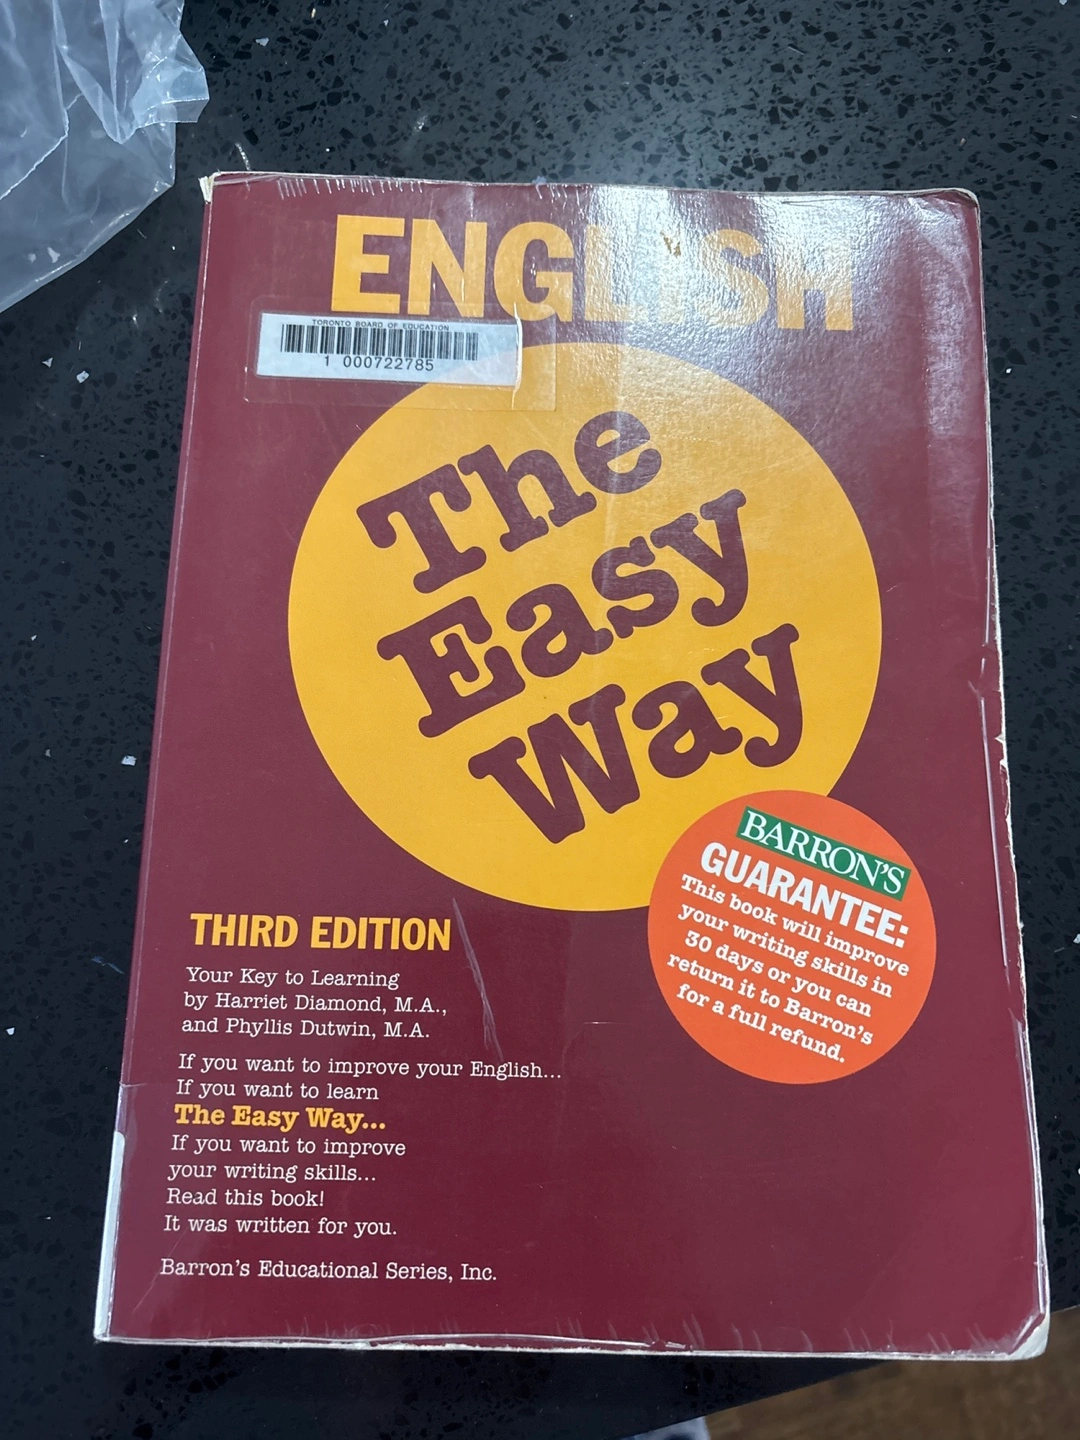 ENGLISH
TORONTO BOARD OF EDUCATION
1 000722785
The
Easy
Way
BARRON'S
GUARANTEE:
This book will improve
your writing skills in
30 days or you can
return it to Barron's
for a full refund.
THIRD EDITION
Your Key to Learning
by Harriet Diamond, M.A.,
and Phyllis Dutwin, M.A.
If you want to improve your English...
If you want to learn
The Easy Way...
If you want to improve
your writing skills...
Read this book!
It was written for you.
Barron's Educational Series, Inc.